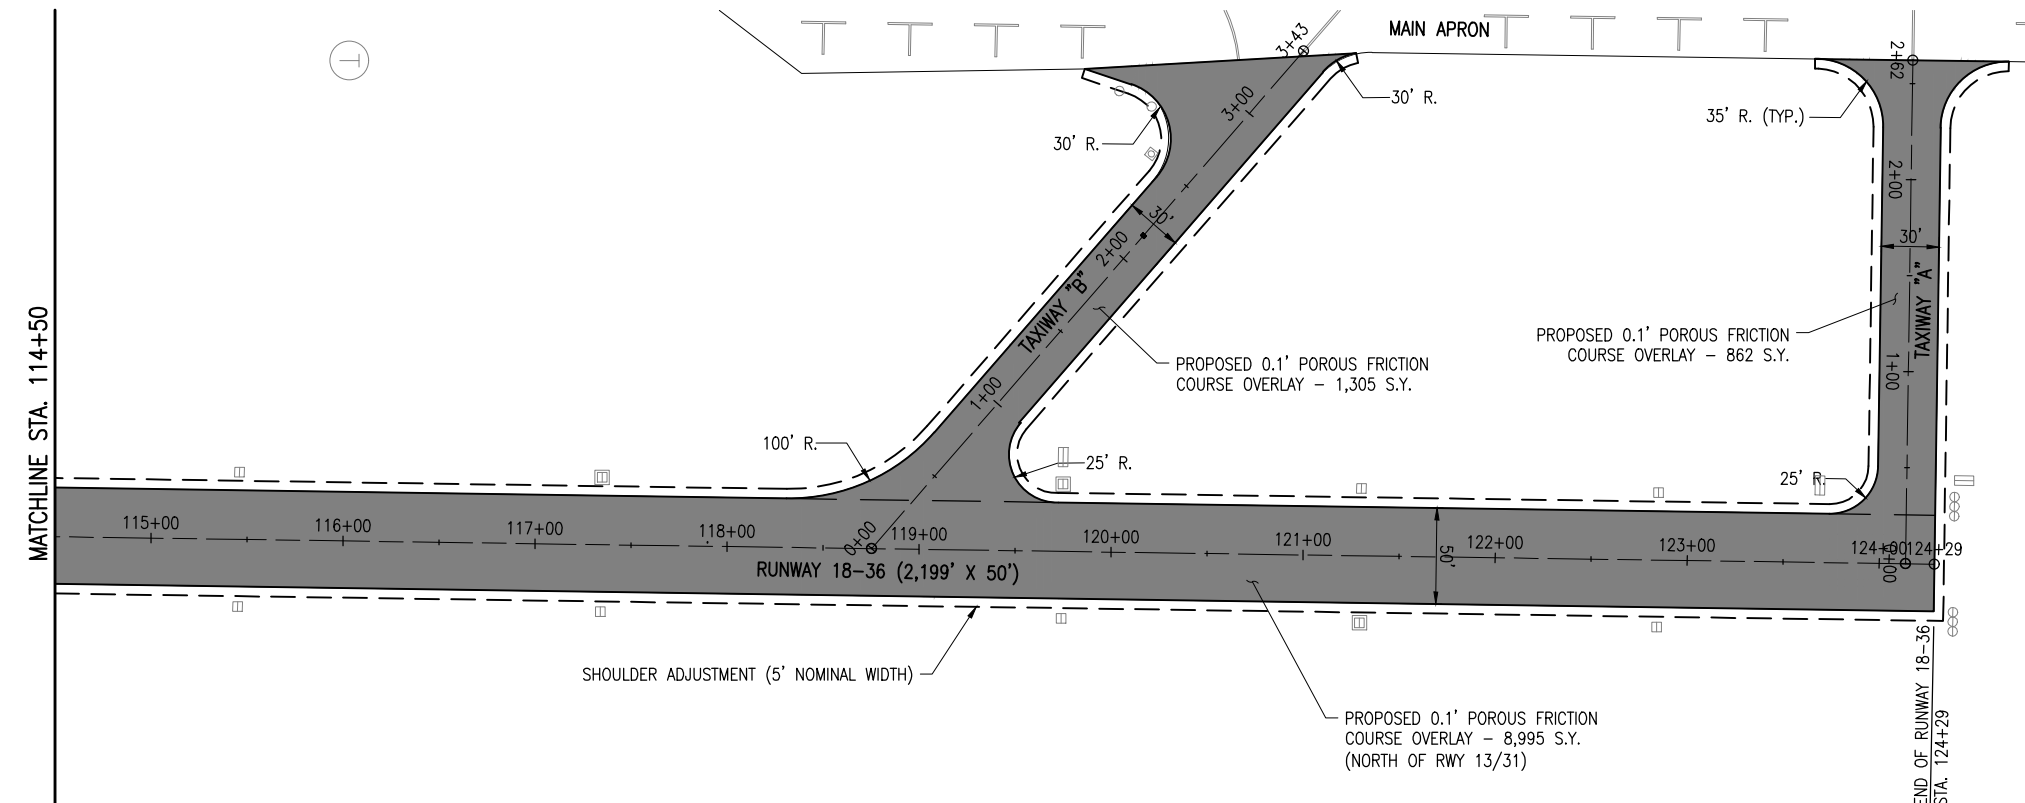 MAIN APRON
3+43
2+62
30' R.
35' R. (TYP.)
30' R.
3+00
2+00
30'
30'
2+00
TAXIWAY "B"
TAXIWAY "A"
MATCHLINE STA. 114+50
PROPOSED 0.1' POROUS FRICTION
COURSE OVERLAY – 862 S.Y.
PROPOSED 0.1' POROUS FRICTION
COURSE OVERLAY – 1,305 S.Y.
1+00
1+00
100' R.
25' R.
25' R.
115+00
116+00
117+00
118+00
0+00
119+00
120+00
121+00
122+00
123+00
124+00
124+29
0+00
50'
RUNWAY 18–36 (2,199' X 50')
SHOULDER ADJUSTMENT (5' NOMINAL WIDTH)
END OF RUNWAY 18–36
STA. 124+29
PROPOSED 0.1' POROUS FRICTION
COURSE OVERLAY – 8,995 S.Y.
(NORTH OF RWY 13/31)